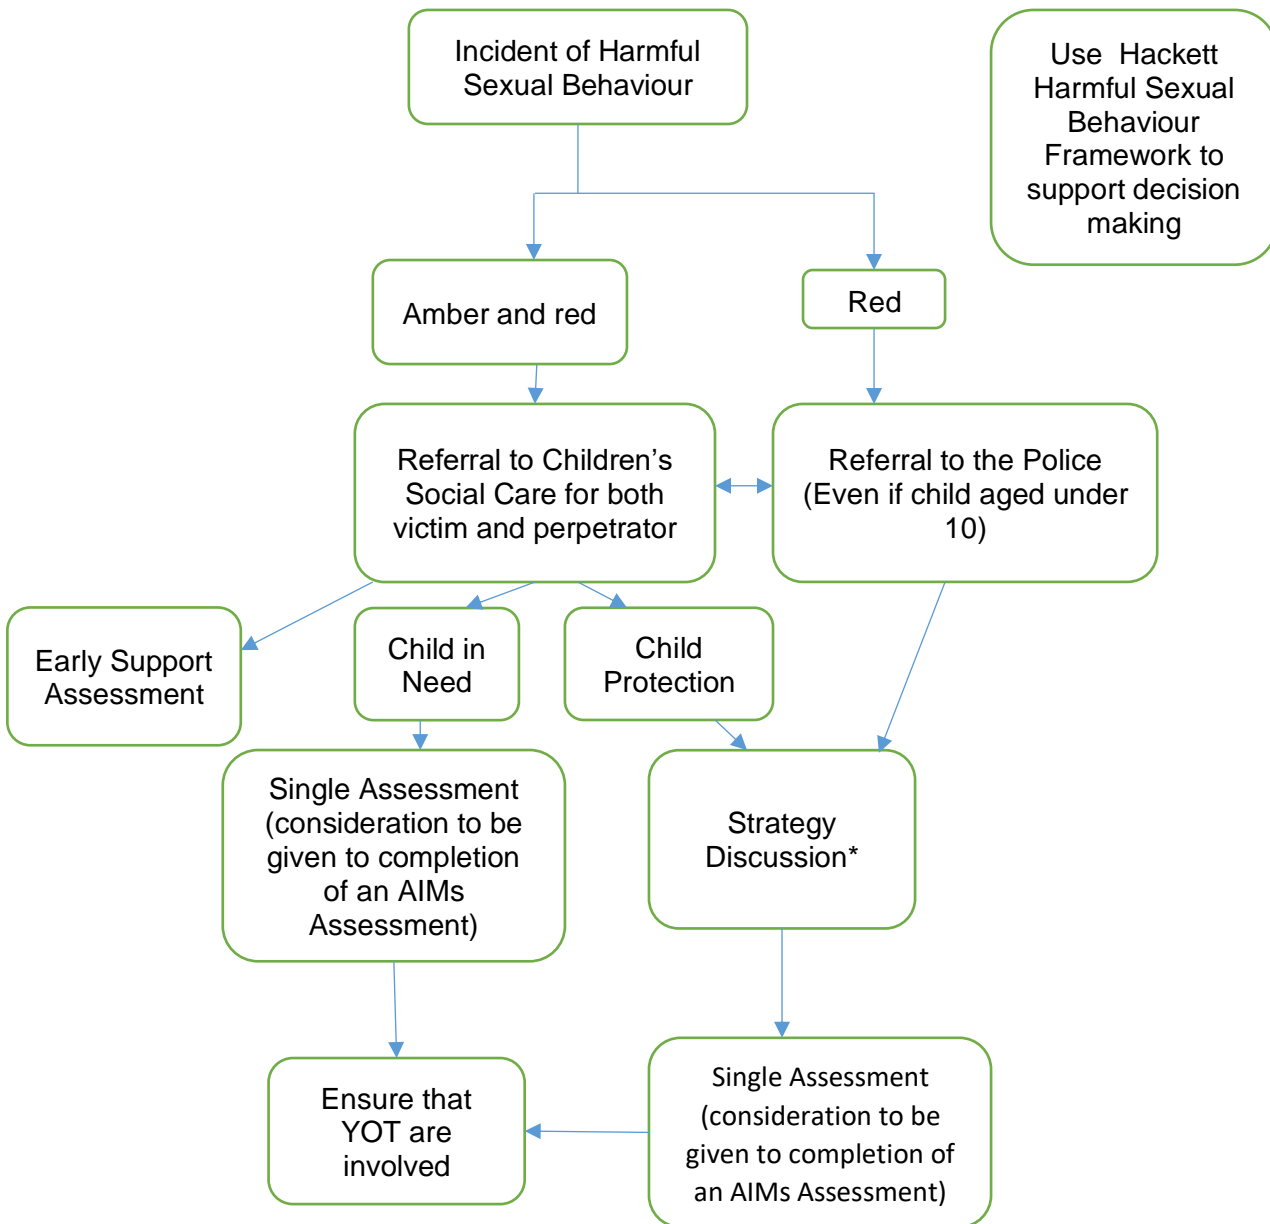 Incident of Harmful
Sexual Behaviour
Use Hackett
Harmful Sexual
Behaviour
Framework to
support decision
making
Amber and red
Red
Referral to Children’s
Social Care for both
victim and perpetrator
Referral to the Police
(Even if child aged under
10)
Early Support
Assessment
Child in
Need
Child
Protection
Single Assessment
(consideration to be
given to completion
of an AIMs
Assessment)
Strategy
Discussion*
Ensure that
YOT are
involved
Single Assessment
(consideration to be
given to completion of
an AIMs Assessment)